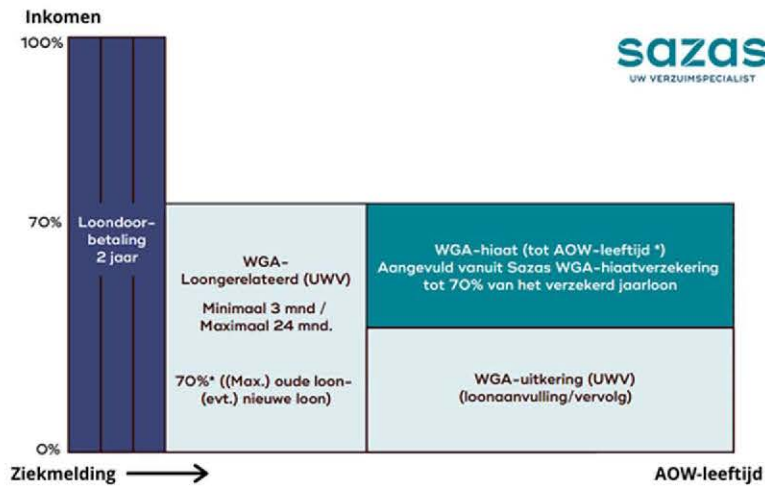 Inkomen
100%
sazas
UW VERZUIMSPECIALIST
70%
Loondoor-
betaling
2 jaar
WGA-
Loongerelateerd (UWV)
Minimaal 3 mnd /
Maximaal 24 mnd.
70%* ((Max.) oude loon-
(evt.) nieuwe loon)
WGA-hiaat (tot AOW-leeftijd *)
Aangevuld vanuit Sazas WGA-hiaatverzekering
tot 70% van het verzekerd jaarloon
WGA-uitkering (UWV)
(loonaanvulling/vervolg)
0%
Ziekmelding
AOW-leeftijd